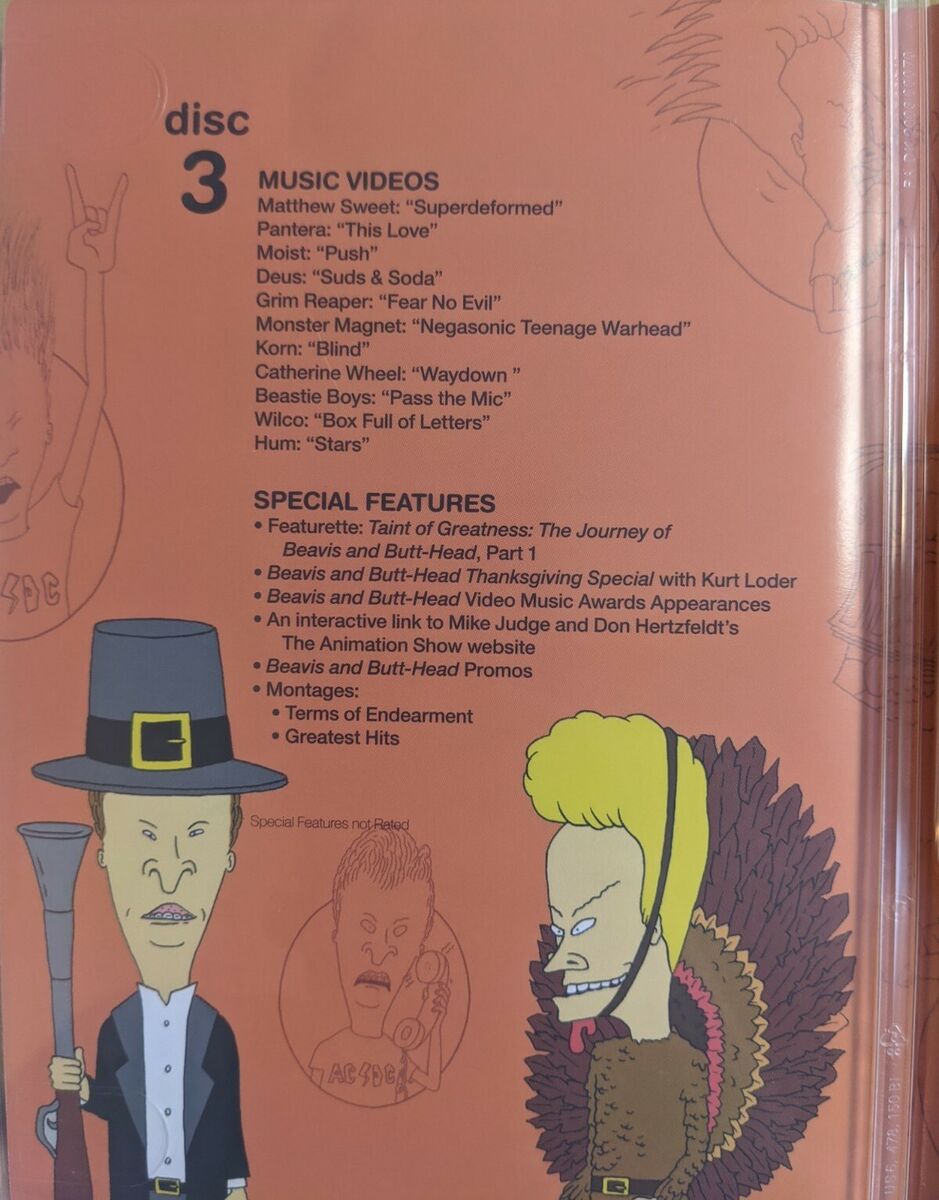 disc
3
MUSIC VIDEOS
Matthew Sweet: “Superdeformed”
Pantera: “This Love”
Moist: “Push”
Deus: “Suds & Soda”
Grim Reaper: “Fear No Evil”
Monster Magnet: “Negasonic Teenage Warhead”
Korn: “Blind”
Catherine Wheel: “Waydown ”
Beastie Boys: “Pass the Mic”
Wilco: “Box Full of Letters”
Hum: “Stars”
SPECIAL FEATURES
• Featurette: Taint of Greatness: The Journey of
Beavis and Butt-Head, Part 1
• Beavis and Butt-Head Thanksgiving Special with Kurt Loder
• Beavis and Butt-Head Video Music Awards Appearances
• An interactive link to Mike Judge and Don Hertzfeldt’s
The Animation Show website
• Beavis and Butt-Head Promos
• Montages:
• Terms of Endearment
• Greatest Hits
Special Features not Rated
AC⚡DC